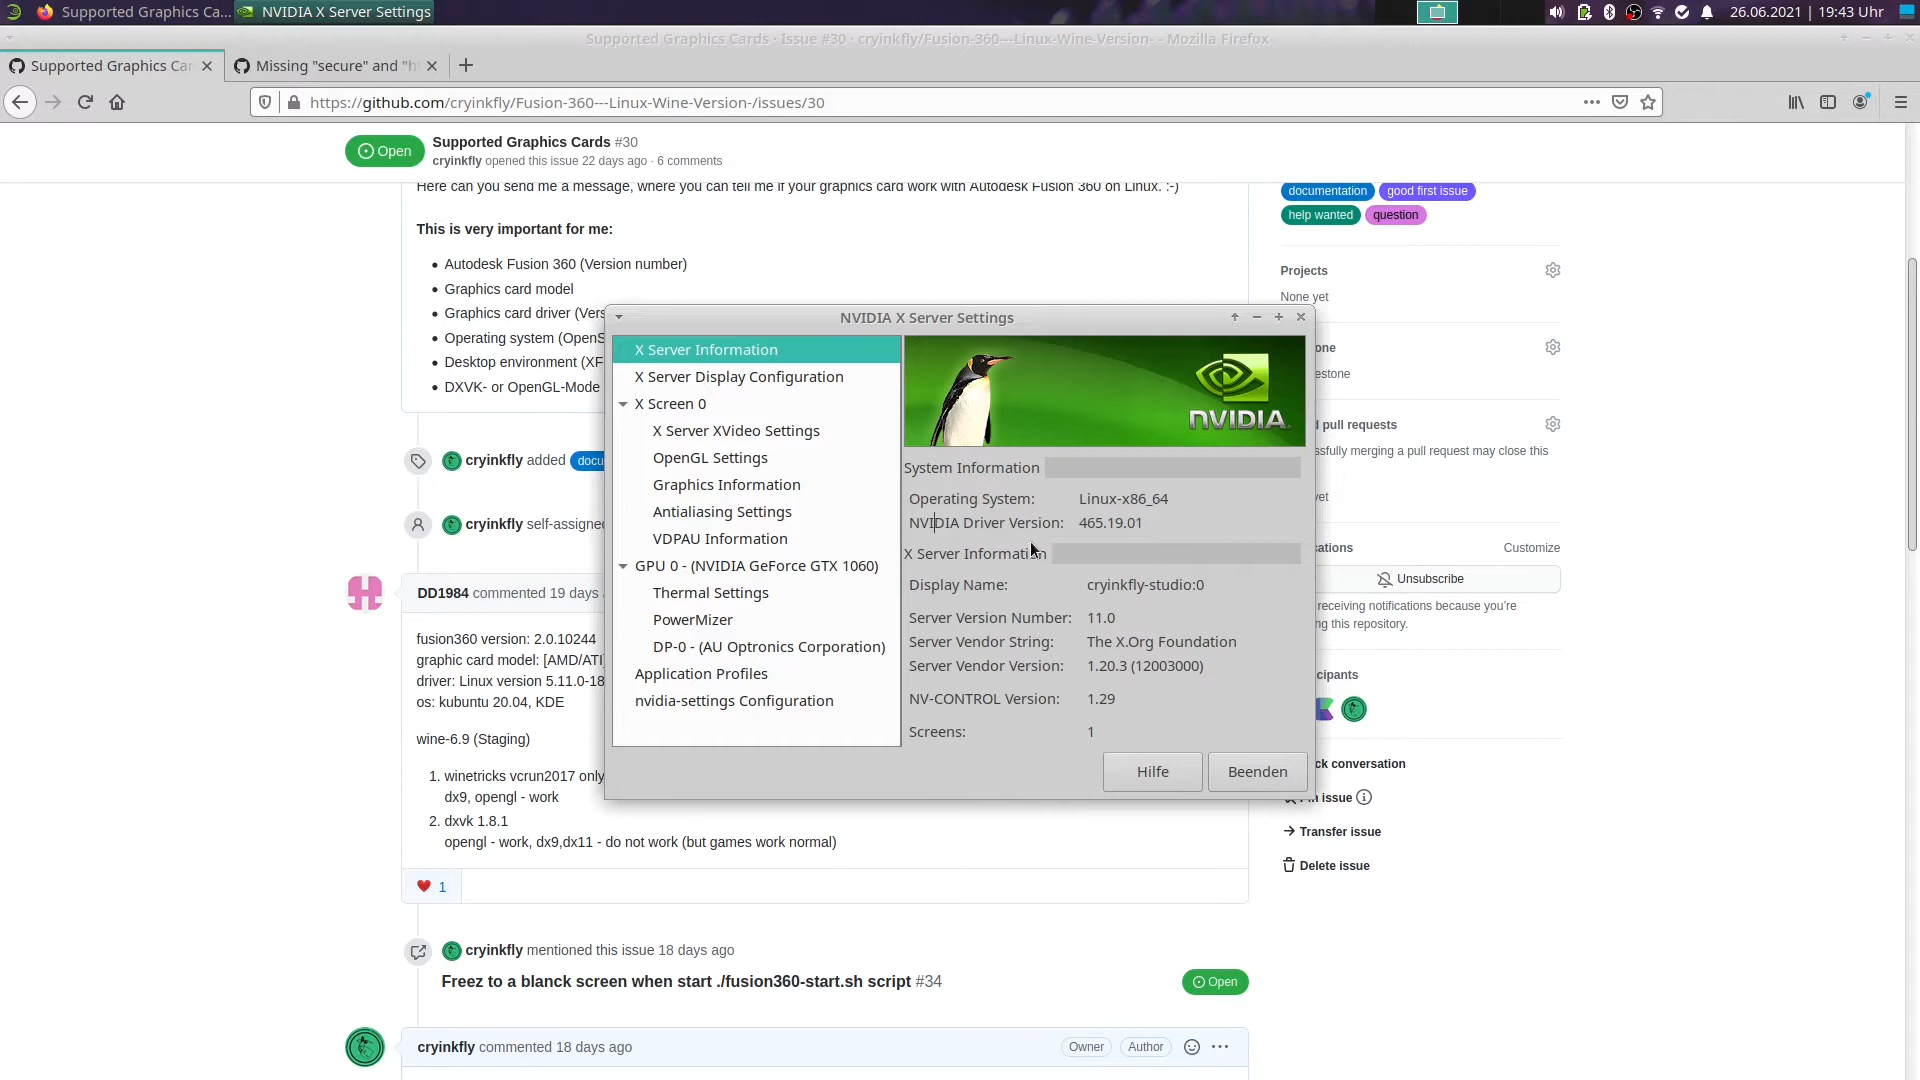 Supported Graphics Ca...
NVIDIA X Server Settings
26.06.2021 | 19:43 Uhr
Supported Graphics Cards · Issue #30 · cryinkfly/Fusion-360---Linux-Wine-Version- - Mozilla Firefox
Supported Graphics Ca
Missing "secure" and "h
https://github.com/cryinkfly/Fusion-360---Linux-Wine-Version-/issues/30
Open
Supported Graphics Cards #30
cryinkfly opened this issue 22 days ago · 6 comments
Here can you send me a message, where you can tell me if your graphics card work with Autodesk Fusion 360 on Linux. :-)
This is very important for me:
Autodesk Fusion 360 (Version number)
Graphics card model
Graphics card driver (Vers
Operating system (OpenS
Desktop environment (XF
DXVK- or OpenGL-Mode
cryinkfly added docu
cryinkfly self-assigned
DD1984 commented 19 days
fusion360 version: 2.0.10244
graphic card model: [AMD/ATI]
driver: Linux version 5.11.0-18
os: kubuntu 20.04, KDE
wine-6.9 (Staging)
1. winetricks vcrun2017 only
dx9, opengl - work
2. dxvk 1.8.1
opengl - work, dx9,dx11 - do not work (but games work normal)
1
cryinkfly mentioned this issue 18 days ago
Freez to a blanck screen when start ./fusion360-start.sh script #34
Open
cryinkfly commented 18 days ago
Owner
Author
NVIDIA X Server Settings
X Server Information
X Server Display Configuration
X Screen 0
X Server XVideo Settings
OpenGL Settings
Graphics Information
Antialiasing Settings
VDPAU Information
GPU 0 - (NVIDIA GeForce GTX 1060)
Thermal Settings
PowerMizer
DP-0 - (AU Optronics Corporation)
Application Profiles
nvidia-settings Configuration
NVIDIA.
System Information
Operating System: Linux-x86_64
NVIDIA Driver Version: 465.19.01
X Server Information
Display Name: cryinkfly-studio:0
Server Version Number: 11.0
Server Vendor String: The X.Org Foundation
Server Vendor Version: 1.20.3 (12003000)
NV-CONTROL Version: 1.29
Screens: 1
Hilfe
Beenden
documentation
good first issue
help wanted
question
Projects
None yet
one
estone
d pull requests
ssfully merging a pull request may close this
yet
cations
Customize
Unsubscribe
receiving notifications because you're
ng this repository.
cipants
ck conversation
issue
Transfer issue
Delete issue